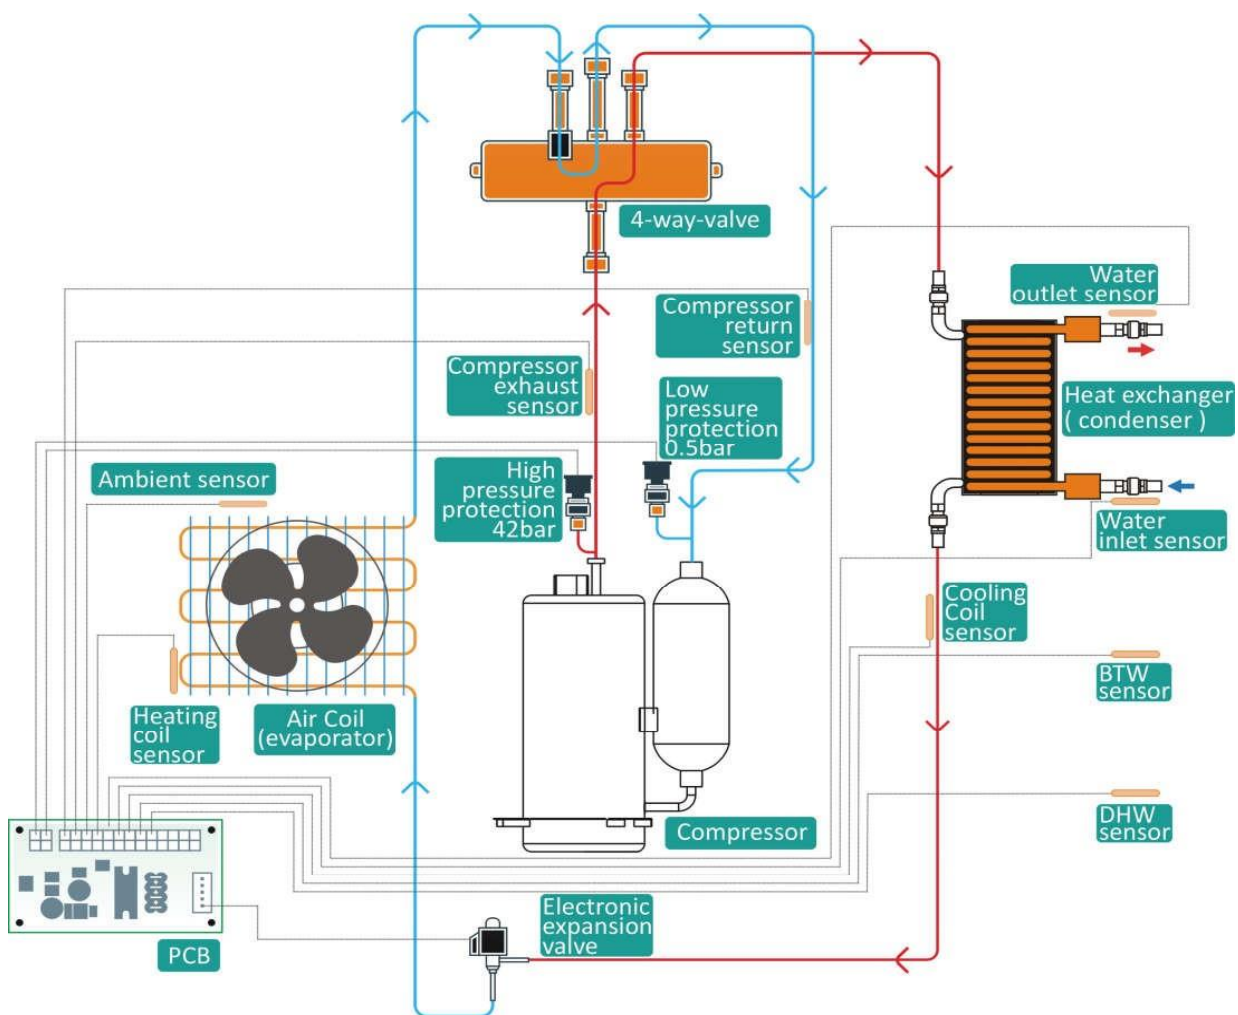 4-way-valve
Water
outlet sensor
Compressor
return
sensor
Compressor
exhaust
sensor
Low
pressure
protection
0.5bar
Heat exchanger
( condenser )
High
pressure
protection
42bar
Ambient sensor
Water
inlet sensor
Cooling
Coil
sensor
BTW
sensor
Heating
coil
sensor
Air Coil
(evaporator)
DHW
sensor
Compressor
Electronic
expansion
valve
PCB